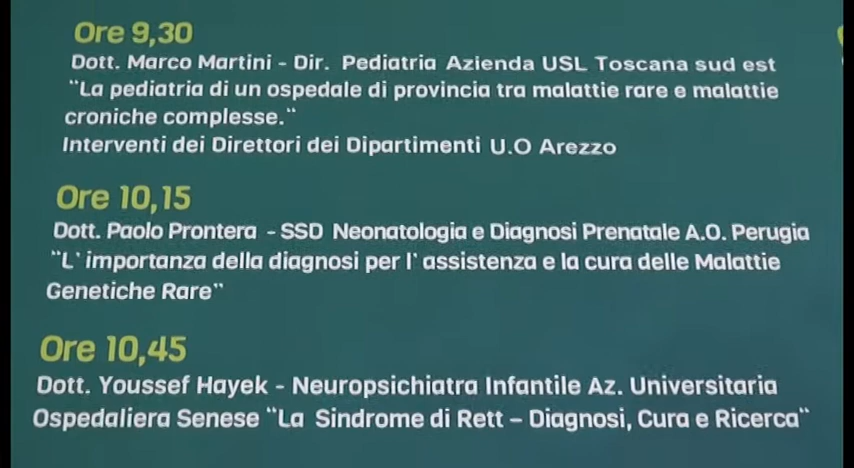 Ore 9,30
Dott. Marco Martini - Dir. Pediatria Azienda USL Toscana sud est
"La pediatria di un ospedale di provincia tra malattie rare e malattie
croniche complesse."
Interventi dei Direttori dei Dipartimenti U.O Arezzo
Ore 10,15
Dott. Paolo Prontera - SSD Neonatologia e Diagnosi Prenatale A.O. Perugia
"L' importanza della diagnosi per l' assistenza e la cura delle Malattie
Genetiche Rare"
Ore 10,45
Dott. Youssef Hayek - Neuropsichiatra Infantile Az. Universitaria
Ospedaliera Senese "La Sindrome di Rett – Diagnosi, Cura e Ricerca"